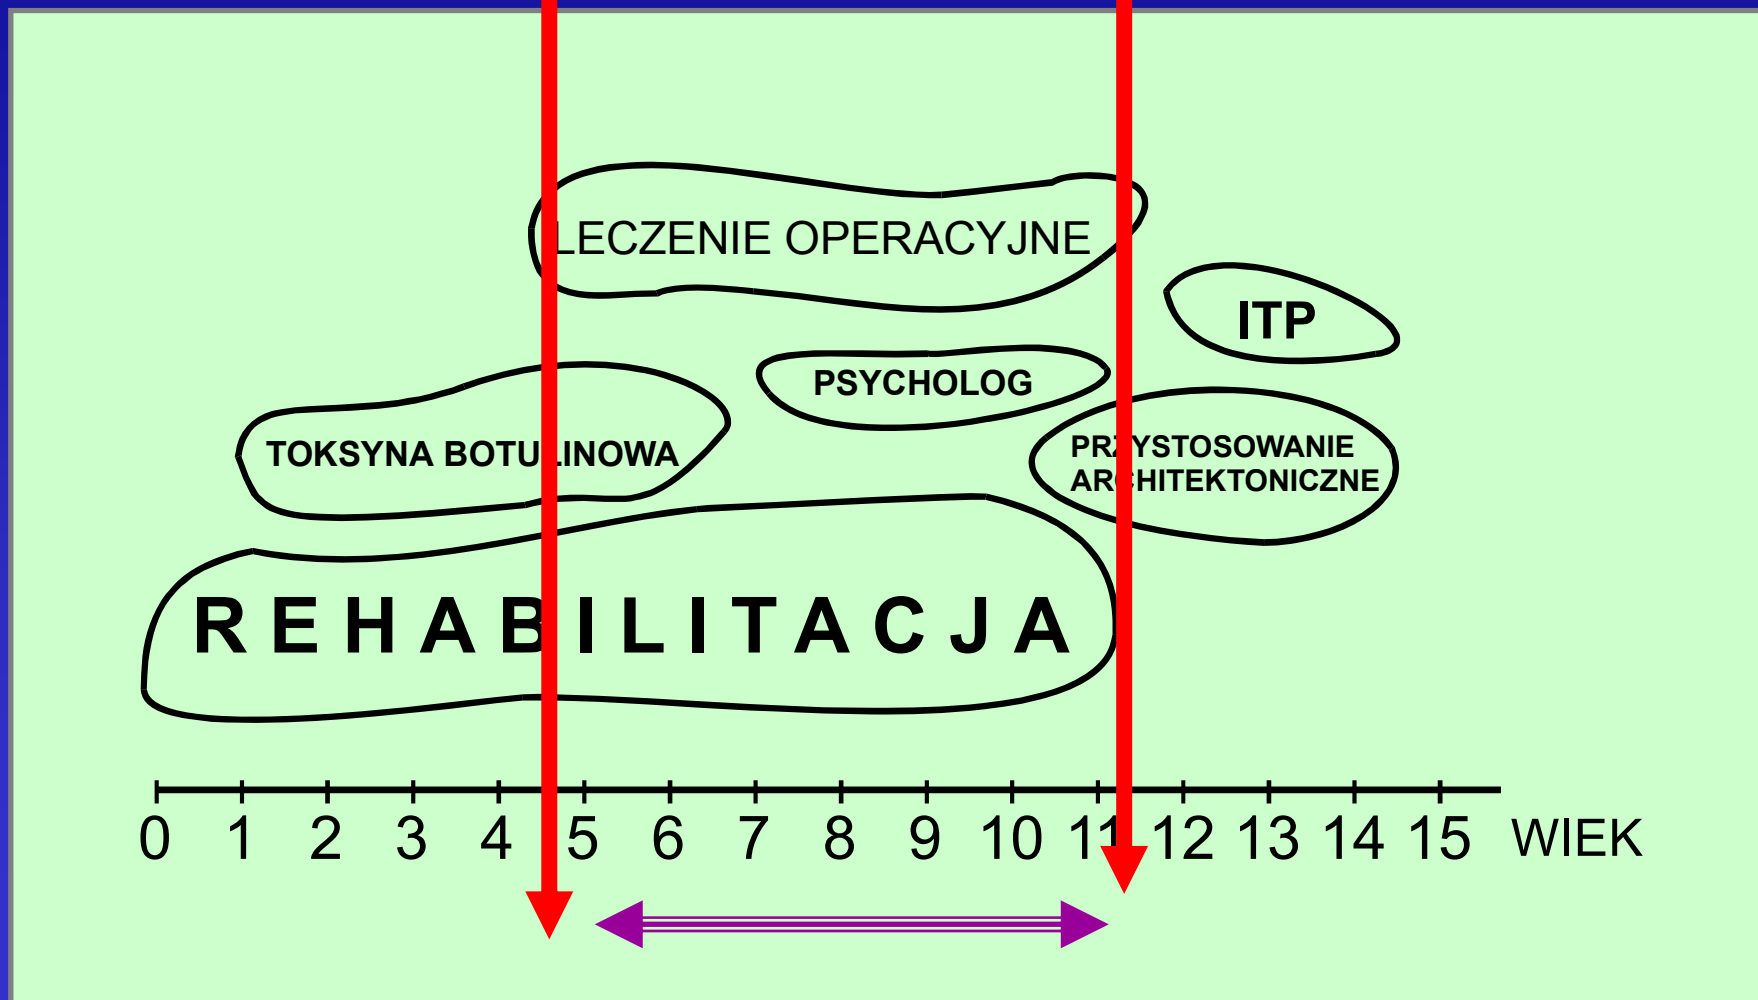 LECZENIE OPERACYJNE
ITP
PSYCHOLOG
TOKSYNA BOTULINOWA
PRZYSTOSOWANIE
ARCHITEKTONICZNE
REHABILITACJA
0 1 2 3 4 5 6 7 8 9 10 11 12 13 14 15 WIEK